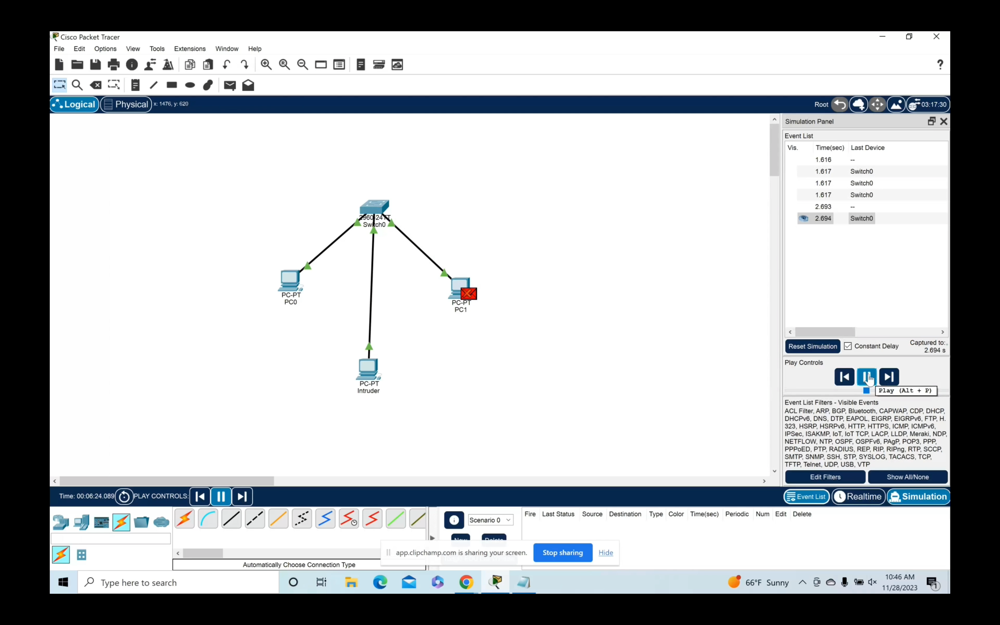 Cisco Packet Tracer
File Edit Options View Tools Extensions Window Help
Logical Physical x: 1476, y: 620
Root 03:17:30
Simulation Panel
Event List
Vis. Time(sec) Last Device
1.616 --
1.617 Switch0
1.617 Switch0
1.617 Switch0
2.693 --
2.694 Switch0
2960-24TT
Switch0
PC-PT
PC0
PC-PT
PC1
PC-PT
Intruder
Reset Simulation Constant Delay Captured to:
2.694 s
Play Controls
Play (Alt + P)
Event List Filters - Visible Events
ACL Filter, ARP, BGP, Bluetooth, CAPWAP, CDP, DHCP,
DHCPv6, DNS, DTP, EAPOL, EIGRP, EIGRPv6, FTP, H.
323, HSRP, HSRPv6, HTTP, HTTPS, ICMP, ICMPv6,
IPSec, ISAKMP, IoT, IoT TCP, LACP, LLDP, Meraki, NDP,
NETFLOW, NTP, OSPF, OSPFv6, PAgP, POP3, PPP,
PPPoED, PTP, RADIUS, REP, RIP, RIPng, RTP, SCCP,
SMTP, SNMP, SSH, STP, SYSLOG, TACACS, TCP,
TFTP, Telnet, UDP, USB, VTP
Edit Filters Show All/None
Time: 00:06:24.089 PLAY CONTROLS:
Event List Realtime Simulation
Scenario 0
Fire Last Status Source Destination Type Color Time(sec) Periodic Num Edit Delete
New Delete
app.clipchamp.com is sharing your screen. Stop sharing Hide
Automatically Choose Connection Type
Type here to search
66°F Sunny
10:46 AM
11/28/2023
1